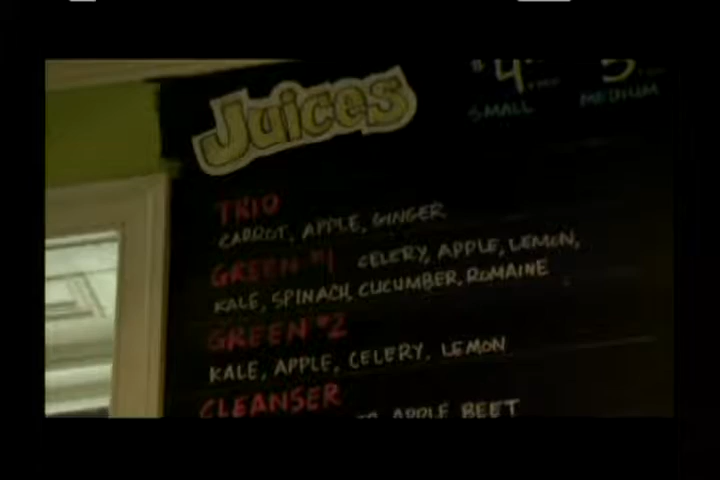 Juices
$4
5
SMALL
MEDIUM
TRIO
CARROT, APPLE, GINGER
GREEN #1 CELERY, APPLE, LEMON,
KALE, SPINACH, CUCUMBER, ROMAINE
GREEN #2
KALE, APPLE, CELERY, LEMON
CLEANSER
APPLE BEET